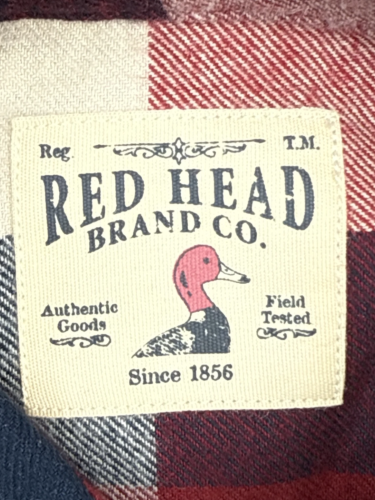 Reg. T.M.
RED HEAD
BRAND CO.
Authentic
Goods
Field
Tested
Since 1856